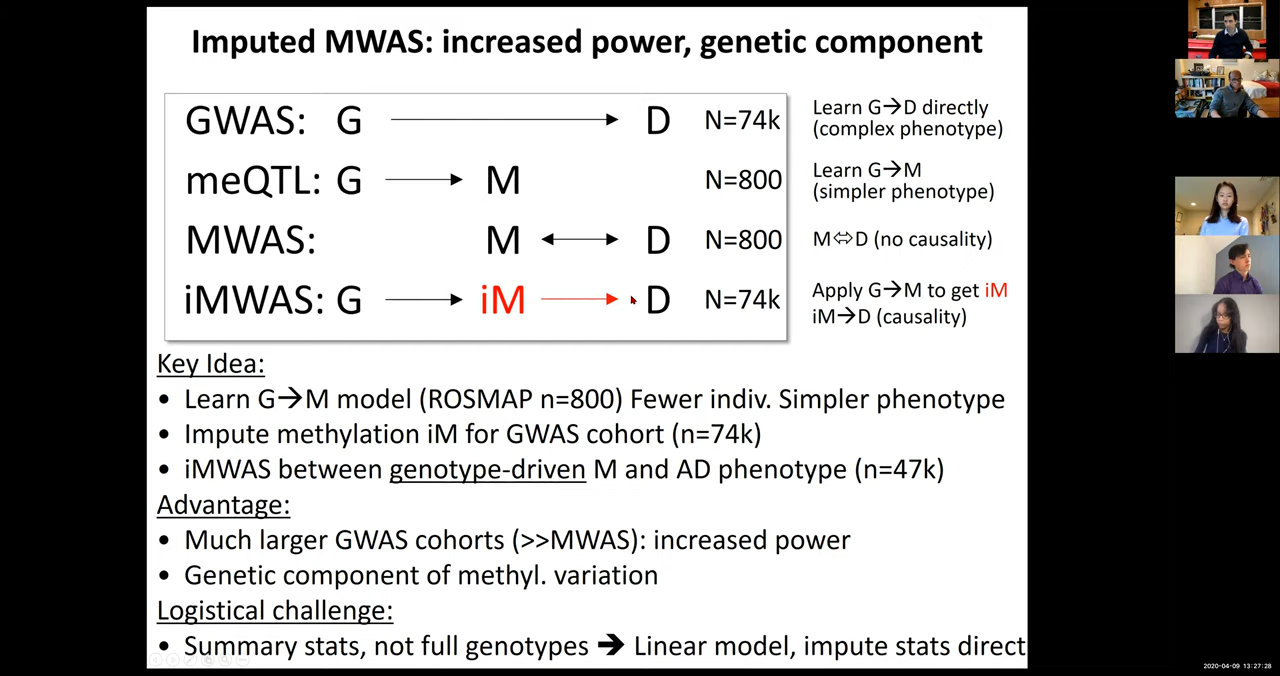 Imputed MWAS: increased power, genetic component
GWAS: G D N=74k
Learn G→D directly
(complex phenotype)
meQTL: G M N=800
Learn G→M
(simpler phenotype)
MWAS: M D N=800
M⇔D (no causality)
iMWAS: G iM D N=74k
Apply G→M to get iM
iM→D (causality)
Key Idea:
• Learn G→M model (ROSMAP n=800) Fewer indiv. Simpler phenotype
• Impute methylation iM for GWAS cohort (n=74k)
• iMWAS between genotype-driven M and AD phenotype (n=47k)
Advantage:
• Much larger GWAS cohorts (>>MWAS): increased power
• Genetic component of methyl. variation
Logistical challenge:
• Summary stats, not full genotypes ➔ Linear model, impute stats direct
2020-04-09 13:27:28